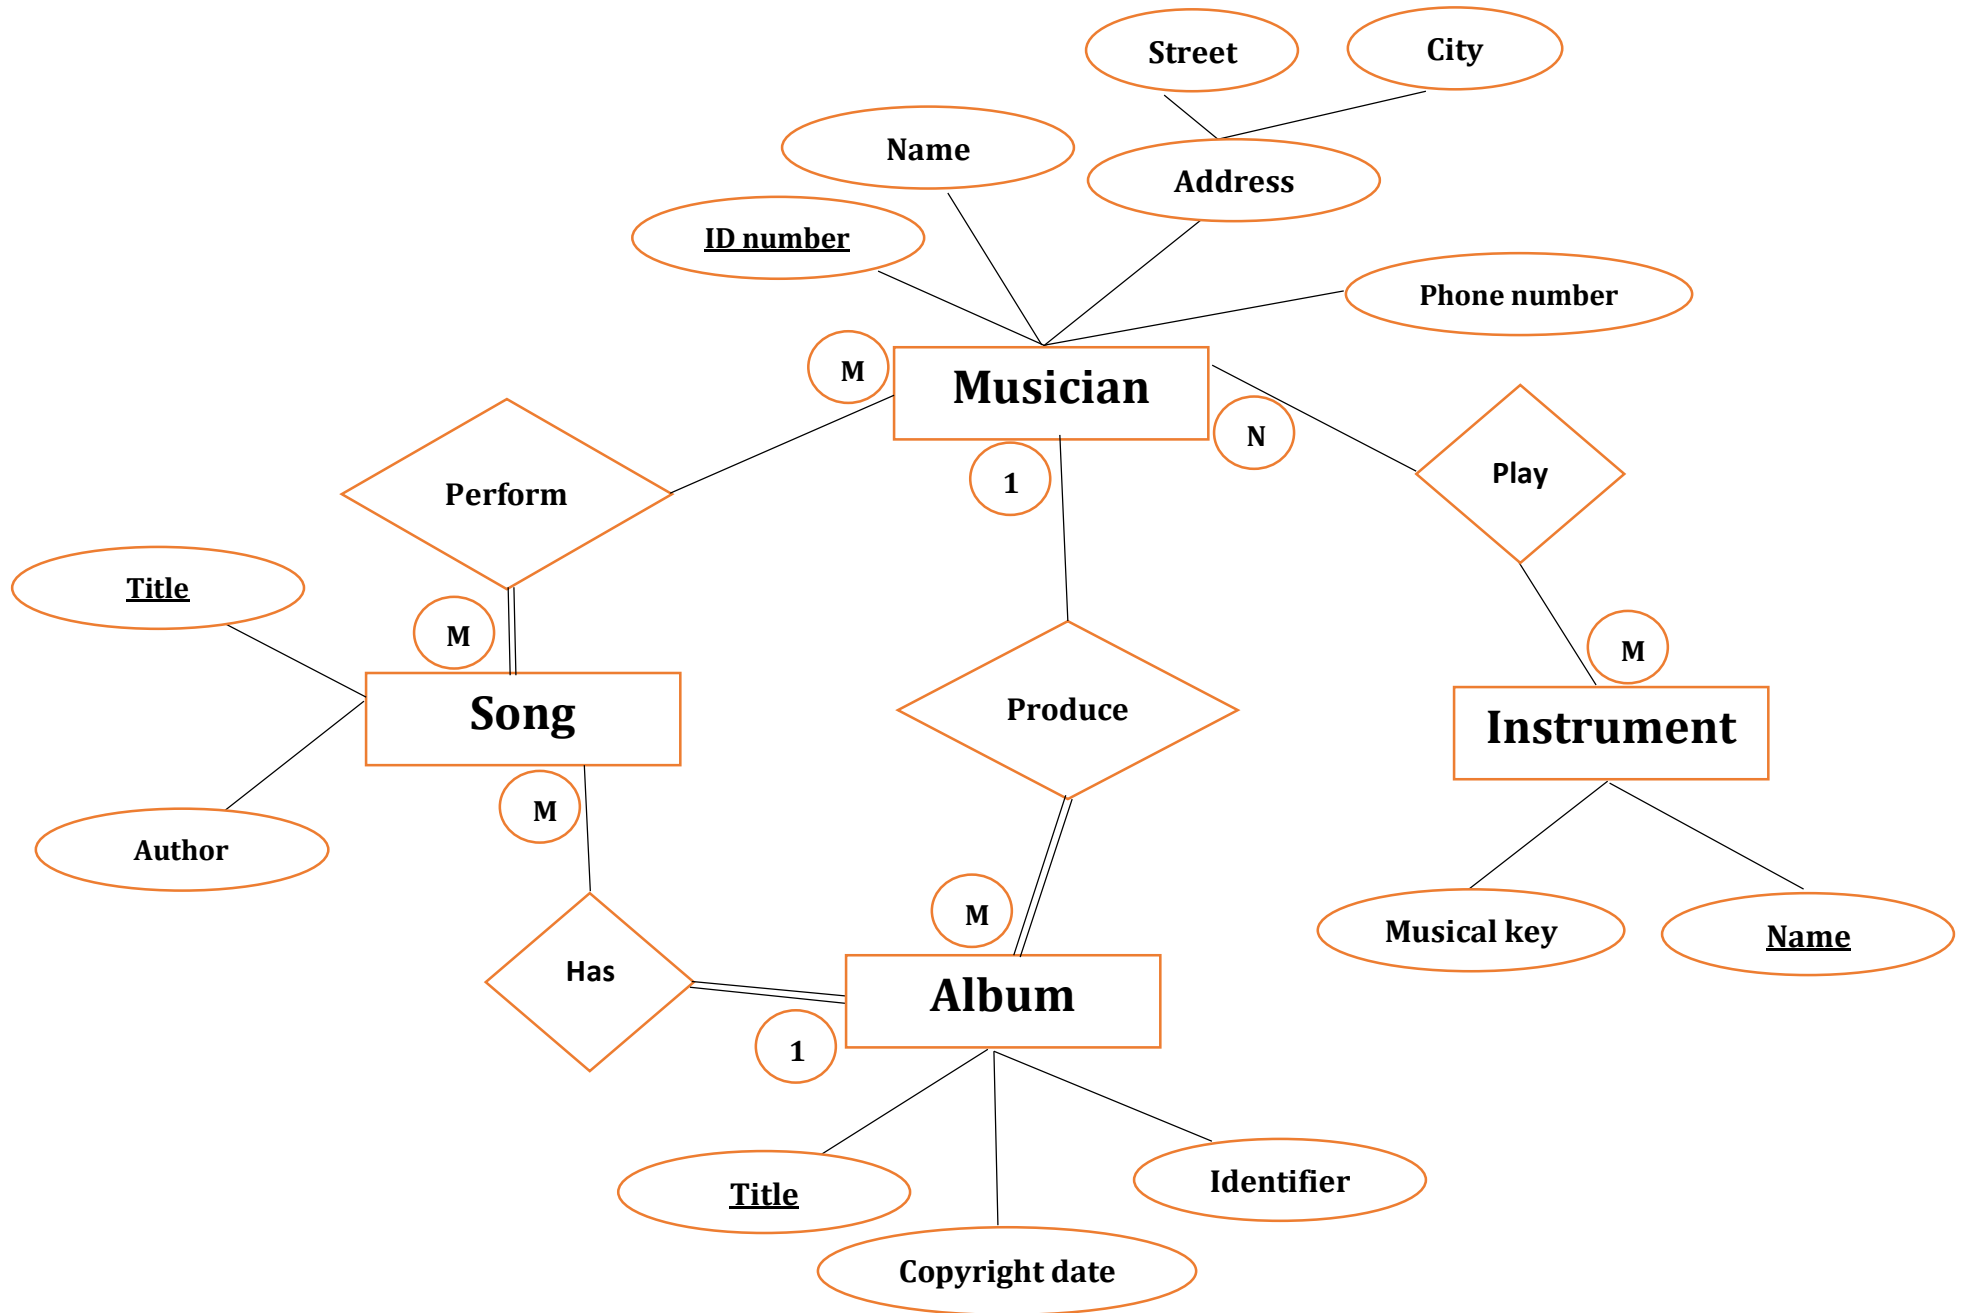 Street
City
Name
Address
ID number
Phone number
M
Musician
N
1
Perform
Play
Title
M
M
Song
Produce
Instrument
M
Author
M
Musical key
Name
Has
Album
1
Title
Identifier
Copyright date